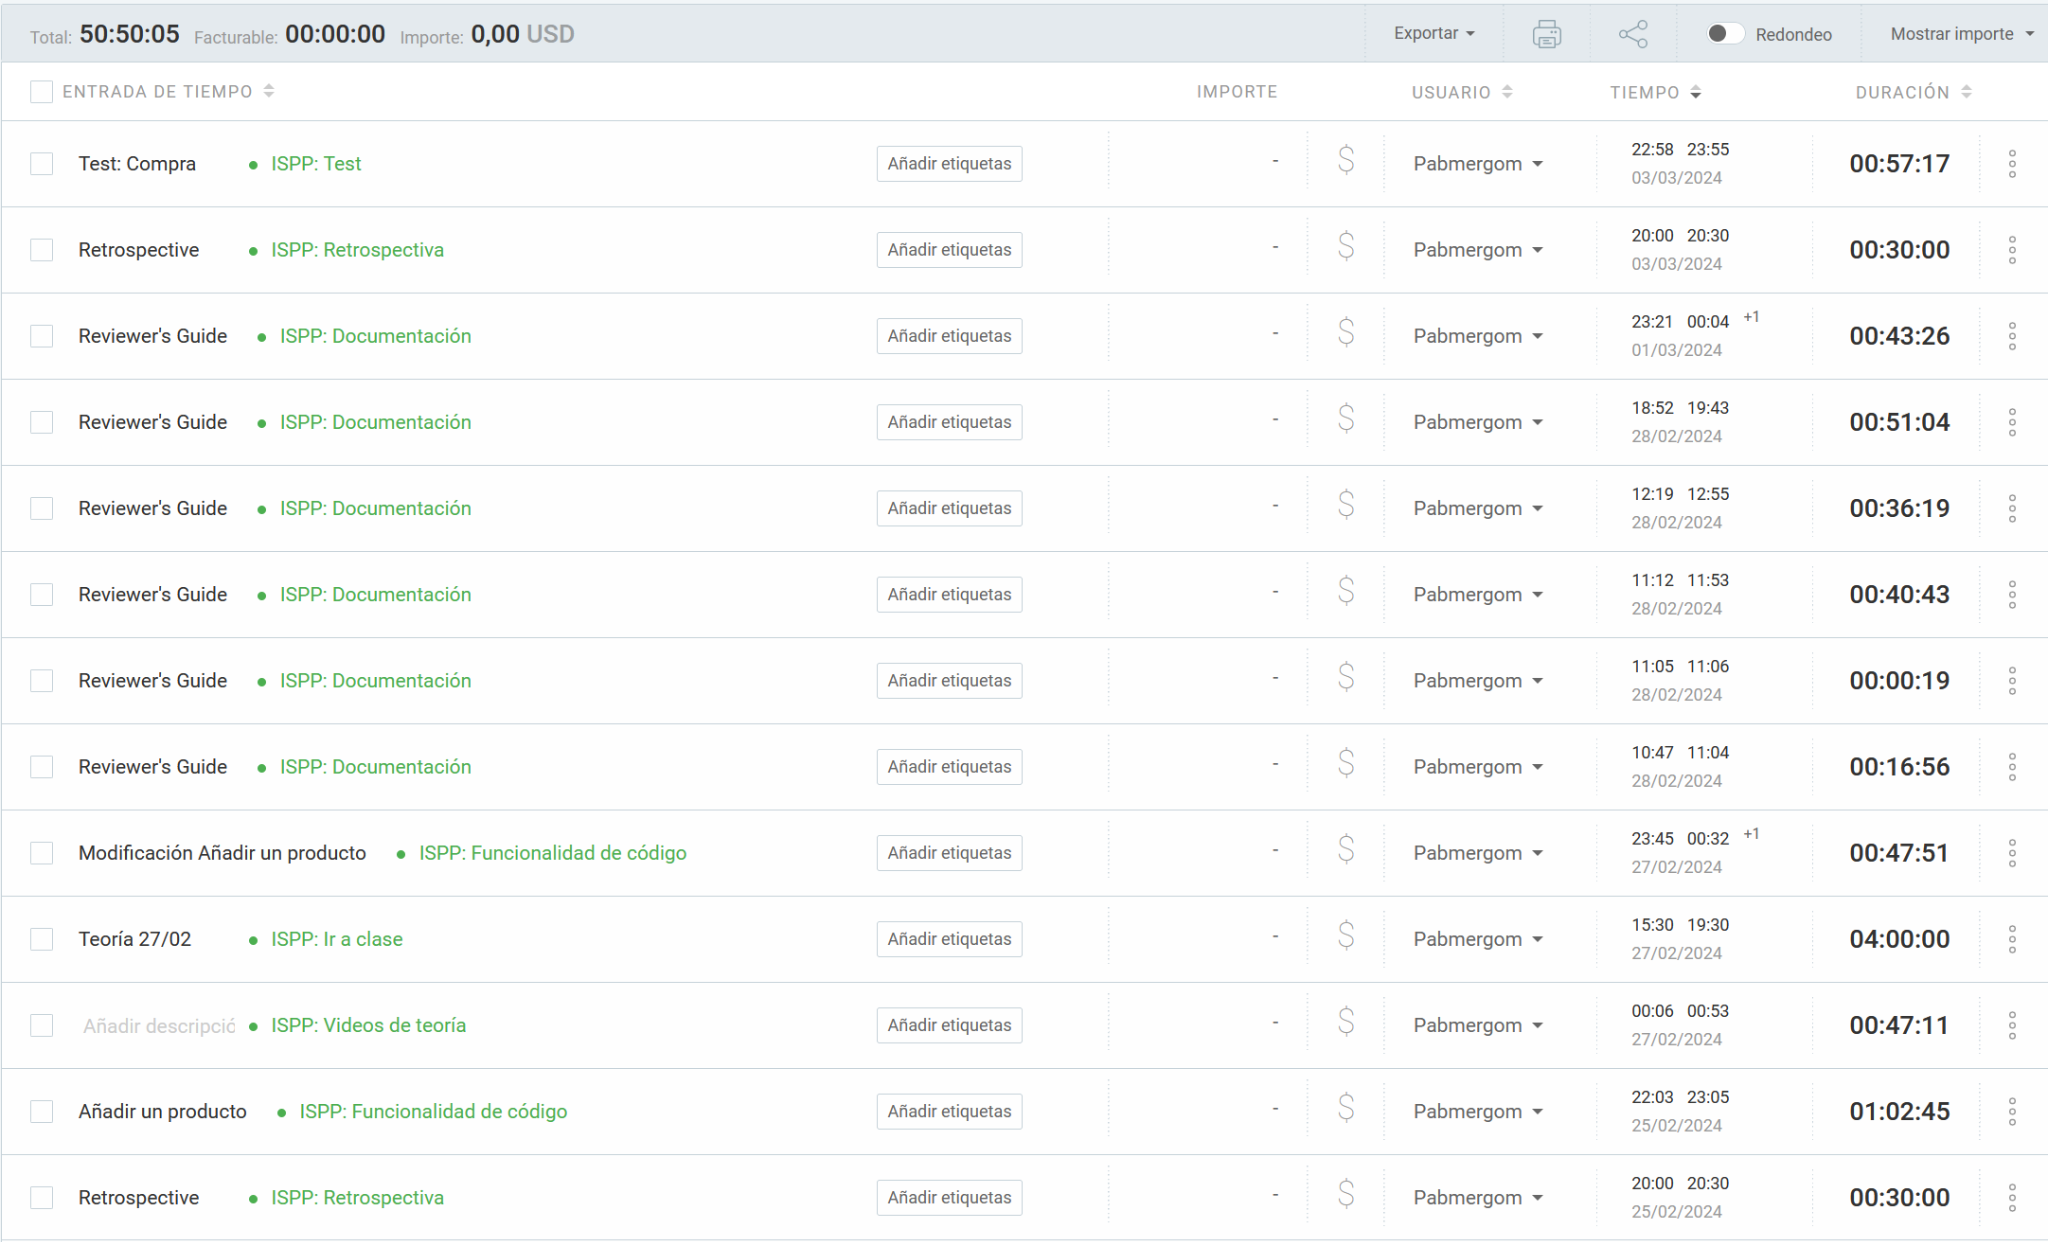 Total: 50:50:05 Facturable: 00:00:00 Importe: 0,00 USD Exportar Redondeo Mostrar importe
ENTRADA DE TIEMPO IMPORTE USUARIO TIEMPO DURACIÓN
Test: Compra ISPP: Test Añadir etiquetas - $ Pabmergom 22:58 23:55 00:57:17
03/03/2024
Retrospective ISPP: Retrospectiva Añadir etiquetas - $ Pabmergom 20:00 20:30 00:30:00
03/03/2024
Reviewer's Guide ISPP: Documentación Añadir etiquetas - $ Pabmergom 23:21 00:04 +1 00:43:26
01/03/2024
Reviewer's Guide ISPP: Documentación Añadir etiquetas - $ Pabmergom 18:52 19:43 00:51:04
28/02/2024
Reviewer's Guide ISPP: Documentación Añadir etiquetas - $ Pabmergom 12:19 12:55 00:36:19
28/02/2024
Reviewer's Guide ISPP: Documentación Añadir etiquetas - $ Pabmergom 11:12 11:53 00:40:43
28/02/2024
Reviewer's Guide ISPP: Documentación Añadir etiquetas - $ Pabmergom 11:05 11:06 00:00:19
28/02/2024
Reviewer's Guide ISPP: Documentación Añadir etiquetas - $ Pabmergom 10:47 11:04 00:16:56
28/02/2024
Modificación Añadir un producto ISPP: Funcionalidad de código Añadir etiquetas - $ Pabmergom 23:45 00:32 +1 00:47:51
27/02/2024
Teoría 27/02 ISPP: Ir a clase Añadir etiquetas - $ Pabmergom 15:30 19:30 04:00:00
27/02/2024
Añadir descripció ISPP: Videos de teoría Añadir etiquetas - $ Pabmergom 00:06 00:53 00:47:11
27/02/2024
Añadir un producto ISPP: Funcionalidad de código Añadir etiquetas - $ Pabmergom 22:03 23:05 01:02:45
25/02/2024
Retrospective ISPP: Retrospectiva Añadir etiquetas - $ Pabmergom 20:00 20:30 00:30:00
25/02/2024